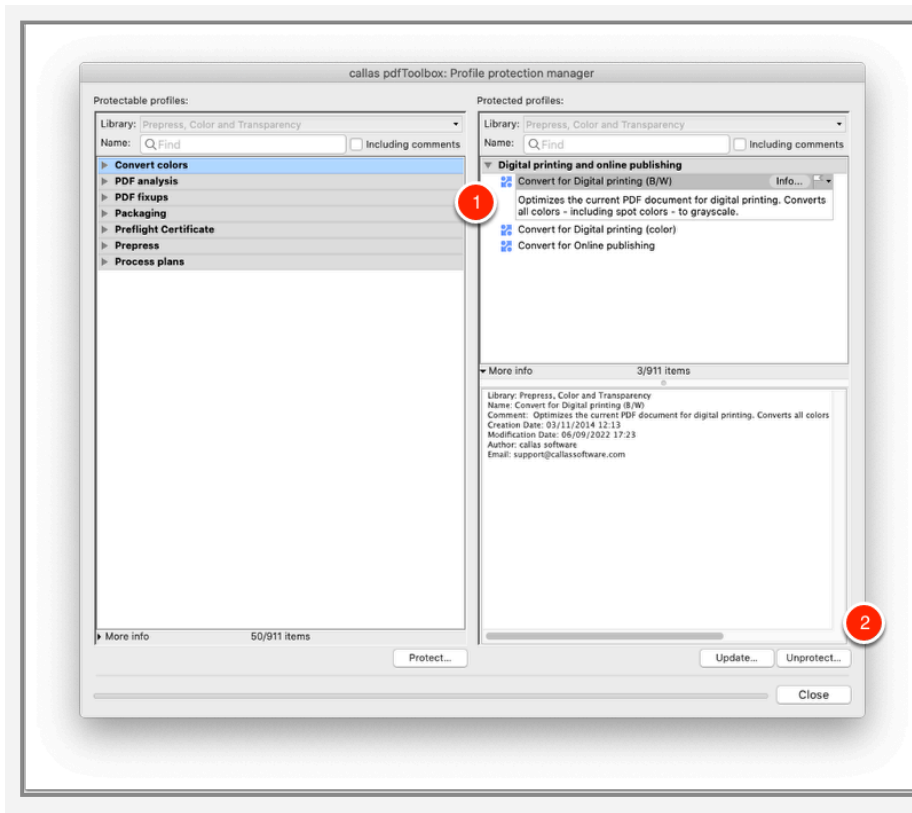 callas pdfToolbox: Profile protection manager
Protectable profiles:
Library: Prepress, Color and Transparency
Name: Find Including comments
Convert colors
PDF analysis
PDF fixups
Packaging
Preflight Certificate
Prepress
Process plans
More info 50/911 items
Protect...
Protected profiles:
Library: Prepress, Color and Transparency
Name: Find Including comments
Digital printing and online publishing
Convert for Digital printing (B/W) Info...
1
Optimizes the current PDF document for digital printing. Converts
all colors - including spot colors - to grayscale.
Convert for Digital printing (color)
Convert for Online publishing
More info 3/911 items
Library: Prepress, Color and Transparency
Name: Convert for Digital printing (B/W)
Comment: Optimizes the current PDF document for digital printing. Converts all colors
Creation Date: 03/11/2014 12:13
Modification Date: 06/09/2022 17:23
Author: callas software
Email: support@callassoftware.com
2
Update... Unprotect...
Close